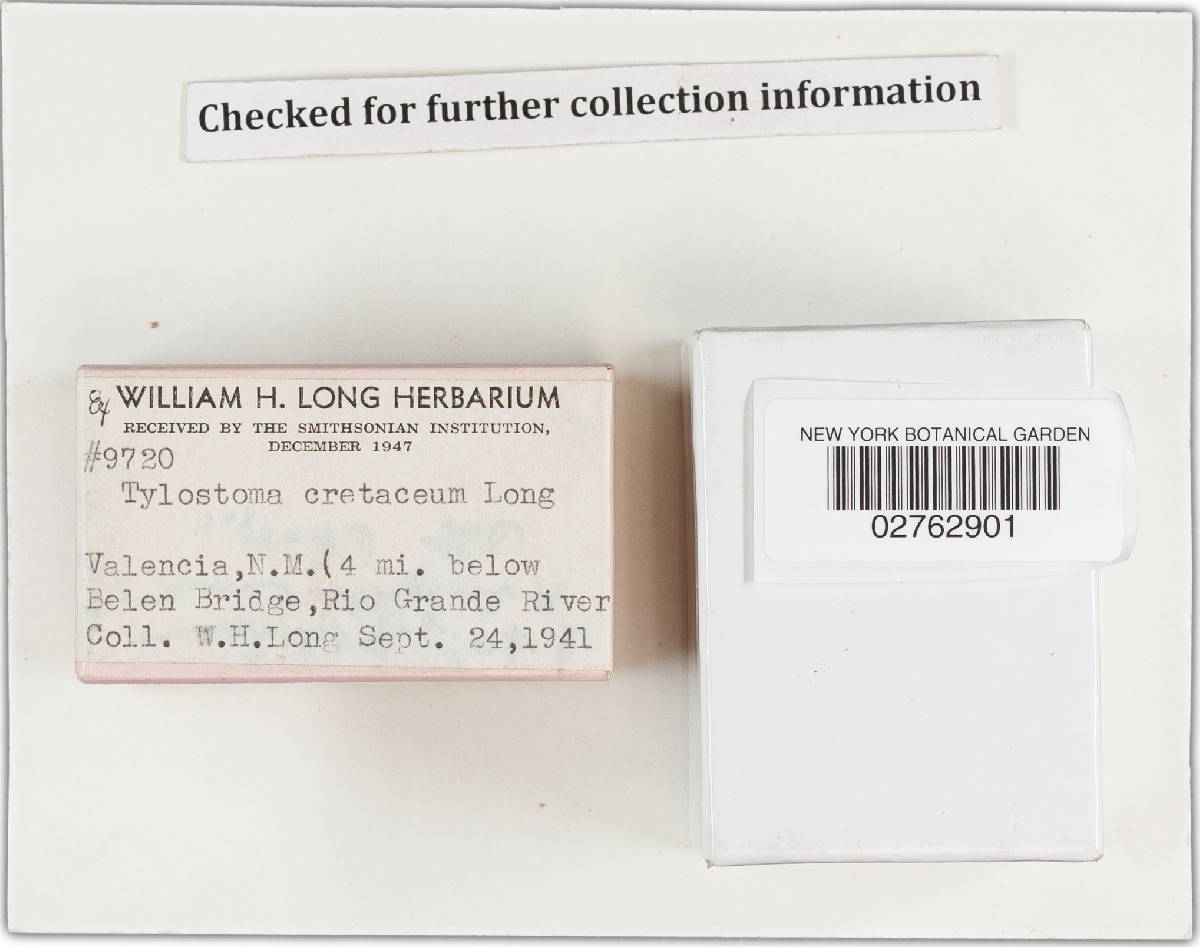 Checked for further collection information
Ex WILLIAM H. LONG HERBARIUM
RECEIVED BY THE SMITHSONIAN INSTITUTION,
DECEMBER 1947
#9720
Tylostoma cretaceum Long
Valencia,N.M.(4 mi. below
Belen Bridge,Rio Grande River
Coll. W.H.Long Sept. 24,1941
NEW YORK BOTANICAL GARDEN
02762901